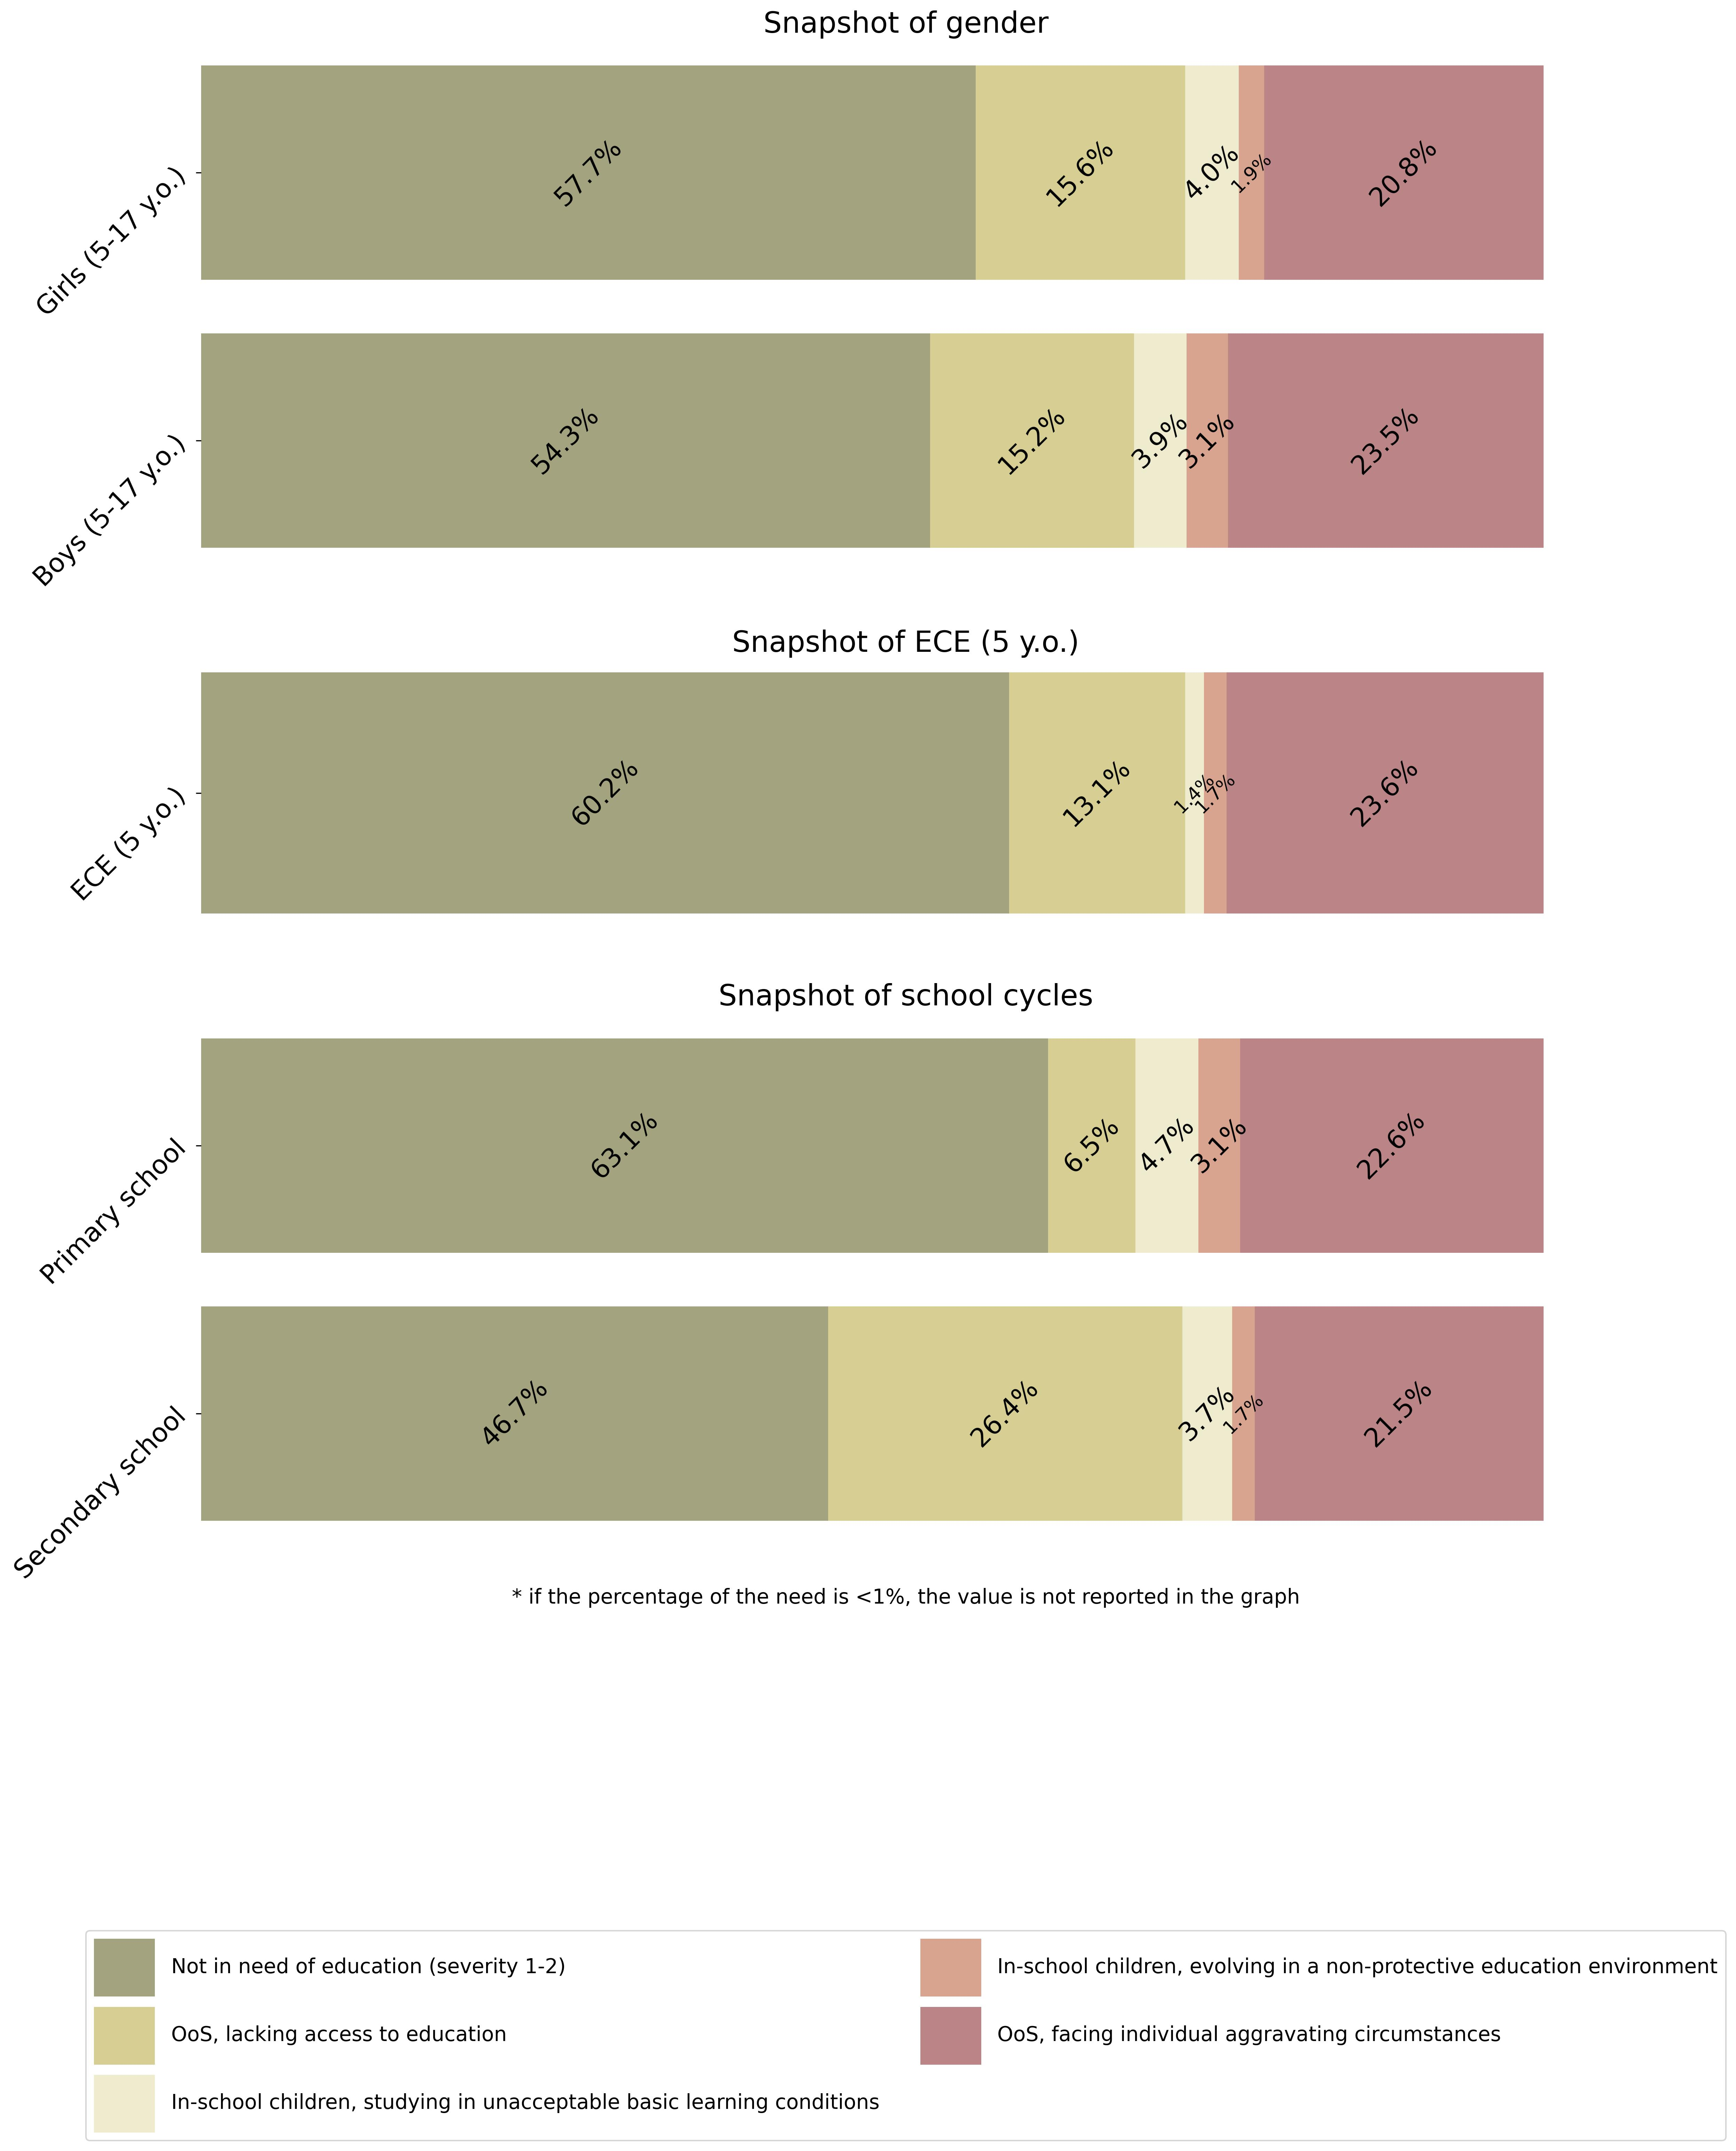 Snapshot of gender
Girls (5-17 y.o.)
57.7%
15.6%
4.0%
1.9%
20.8%
Boys (5-17 y.o.)
54.3%
15.2%
3.9%
3.1%
23.5%
Snapshot of ECE (5 y.o.)
ECE (5 y.o.)
60.2%
13.1%
1.4%
1.7%
23.6%
Snapshot of school cycles
Primary school
63.1%
6.5%
4.7%
3.1%
22.6%
Secondary school
46.7%
26.4%
3.7%
1.7%
21.5%
* if the percentage of the need is <1%, the value is not reported in the graph
Not in need of education (severity 1-2)
OoS, lacking access to education
In-school children, studying in unacceptable basic learning conditions
In-school children, evolving in a non-protective education environment
OoS, facing individual aggravating circumstances